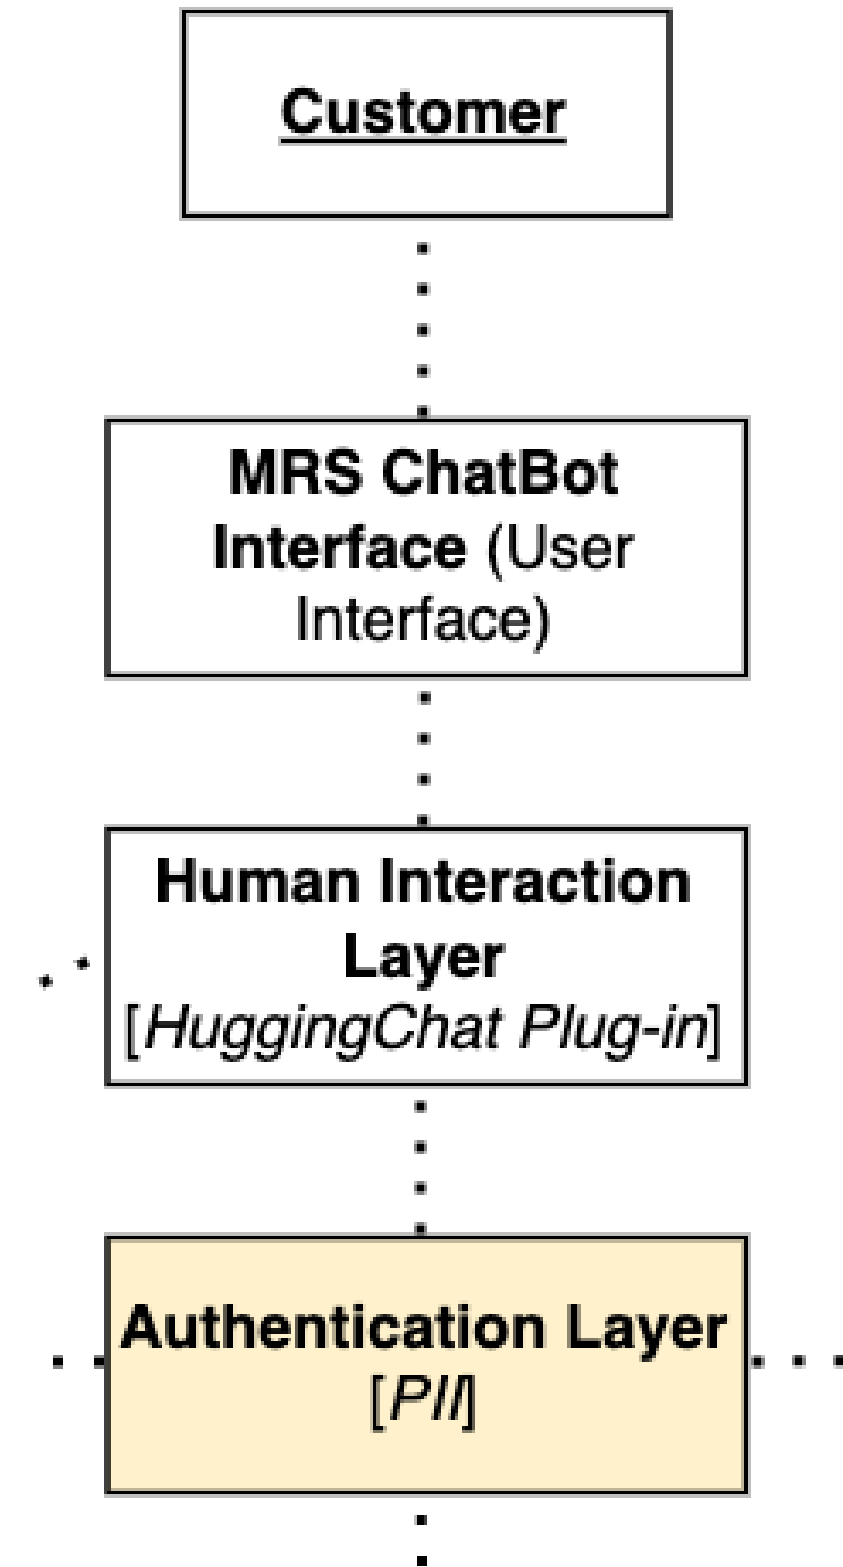 Customer
MRS ChatBot
Interface (User
Interface)
Human Interaction
Layer
[HuggingChat Plug-in]
Authentication Layer
[PII]